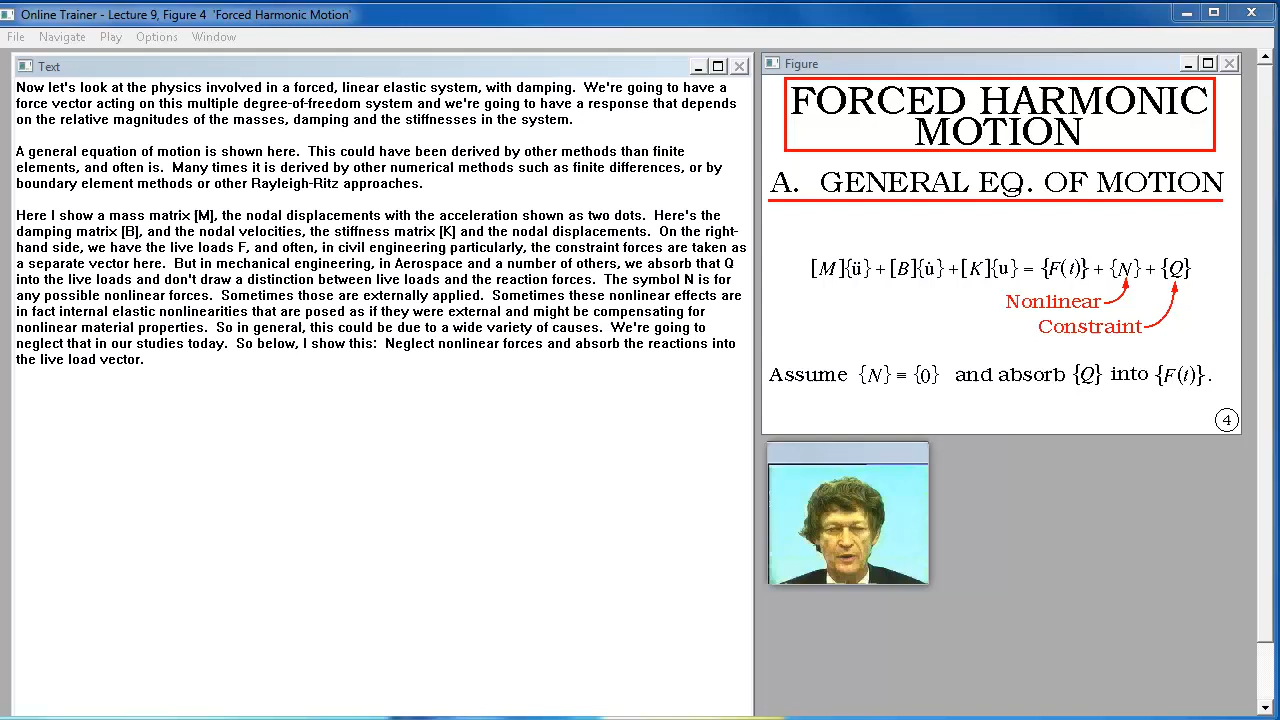 Online Trainer - Lecture 9, Figure 4 'Forced Harmonic Motion'
File Navigate Play Options Window
Text
Now let's look at the physics involved in a forced, linear elastic system, with damping. We're going to have a
force vector acting on this multiple degree-of-freedom system and we're going to have a response that depends
on the relative magnitudes of the masses, damping and the stiffnesses in the system.
A general equation of motion is shown here. This could have been derived by other methods than finite
elements, and often is. Many times it is derived by other numerical methods such as finite differences, or by
boundary element methods or other Rayleigh-Ritz approaches.
Here I show a mass matrix [M], the nodal displacements with the acceleration shown as two dots. Here's the
damping matrix [B], and the nodal velocities, the stiffness matrix [K] and the nodal displacements. On the right-
hand side, we have the live loads F, and often, in civil engineering particularly, the constraint forces are taken as
a separate vector here. But in mechanical engineering, in Aerospace and a number of others, we absorb that Q
into the live loads and don't draw a distinction between live loads and the reaction forces. The symbol N is for
any possible nonlinear forces. Sometimes those are externally applied. Sometimes these nonlinear effects are
in fact internal elastic nonlinearities that are posed as if they were external and might be compensating for
nonlinear material properties. So in general, this could be due to a wide variety of causes. We're going to
neglect that in our studies today. So below, I show this: Neglect nonlinear forces and absorb the reactions into
the live load vector.
Figure
FORCED HARMONIC
MOTION
A. GENERAL EQ. OF MOTION
[M]{ü} + [B]{u̇} + [K]{u} = {F(t)} + {N} + {Q}
Nonlinear
Constraint
Assume {N} ≡ {0} and absorb {Q} into {F(t)}.
4